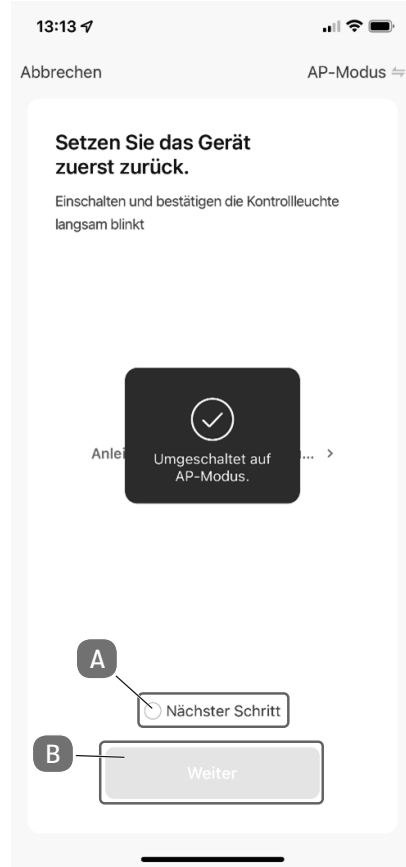 13:13
Abbrechen
AP-Modus
Setzen Sie das Gerät
zuerst zurück.
Einschalten und bestätigen die Kontrollleuchte
langsam blinkt
Umgeschaltet auf
AP-Modus.
A
Nächster Schritt
B
Weiter